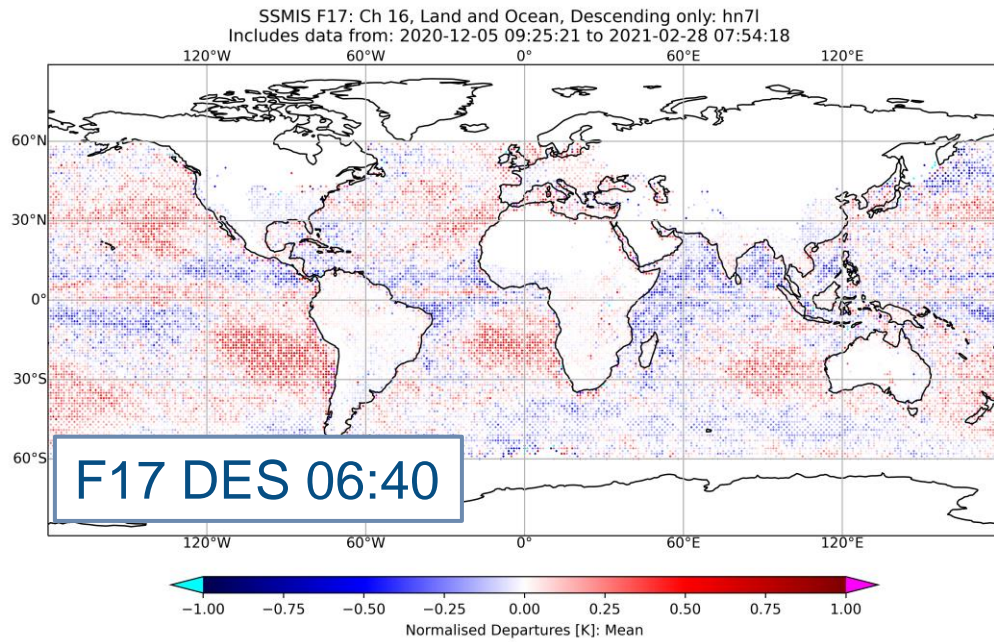 SSMIS F17: Ch 16, Land and Ocean, Descending only: hn7l
Includes data from: 2020-12-05 09:25:21 to 2021-02-28 07:54:18
120°W 60°W 0° 60°E 120°E
60°N
30°N
0°
30°S
60°S
F17 DES 06:40
120°W 60°W 0° 60°E 120°E
−1.00 −0.75 −0.50 −0.25 0.00 0.25 0.50 0.75 1.00
Normalised Departures [K]: Mean